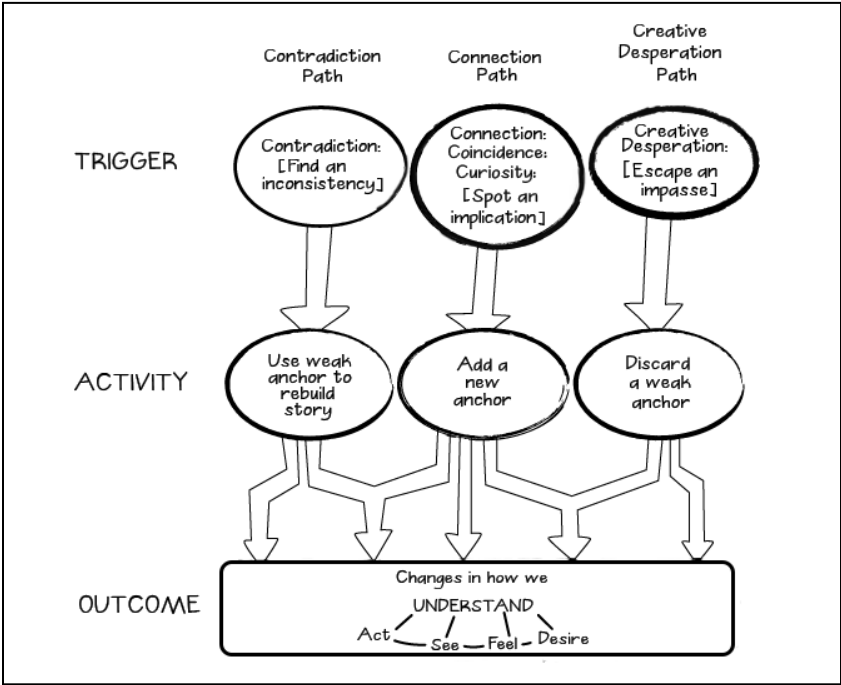 Contradiction
Path
Connection
Path
Creative
Desperation
Path
TRIGGER
Contradiction:
[Find an
inconsistency]
Connection:
Coincidence:
Curiosity:
[Spot an
implication]
Creative
Desperation:
[Escape an
impasse]
ACTIVITY
Use weak
anchor to
rebuild
story
Add a
new
anchor
Discard
a weak
anchor
OUTCOME
Changes in how we
UNDERSTAND
Act See Feel Desire